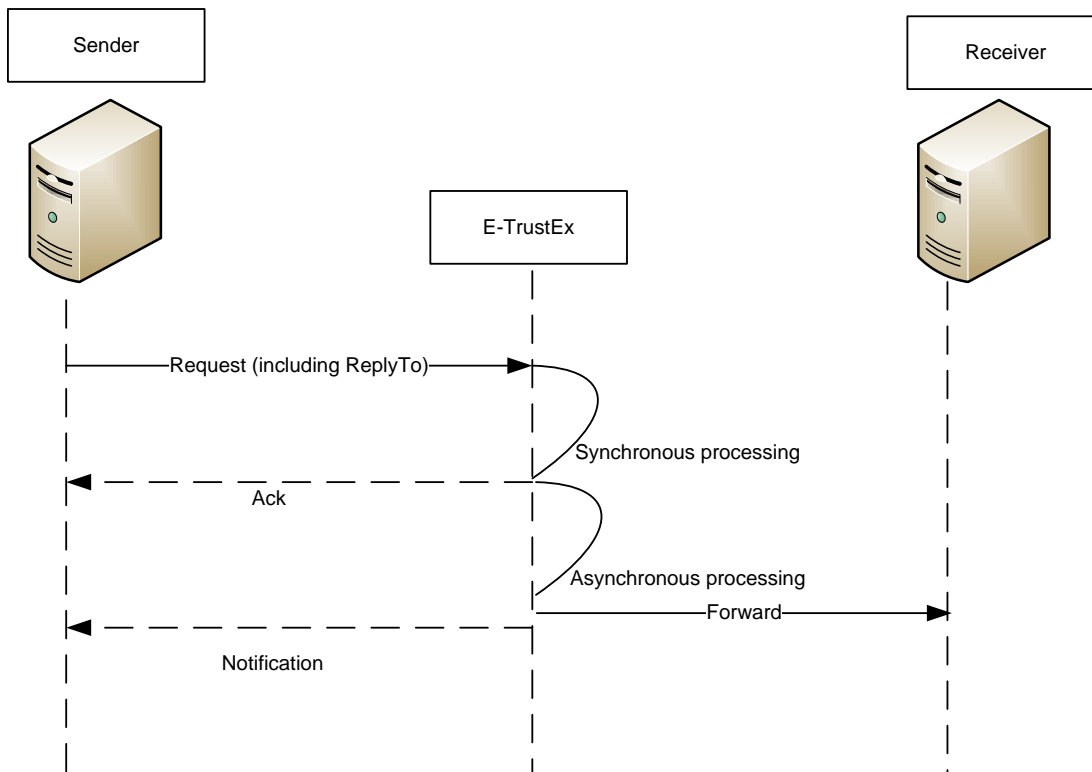 Sender
Receiver
E-TrustEx
Request (including ReplyTo)
Synchronous processing
Ack
Asynchronous processing
Forward
Notification